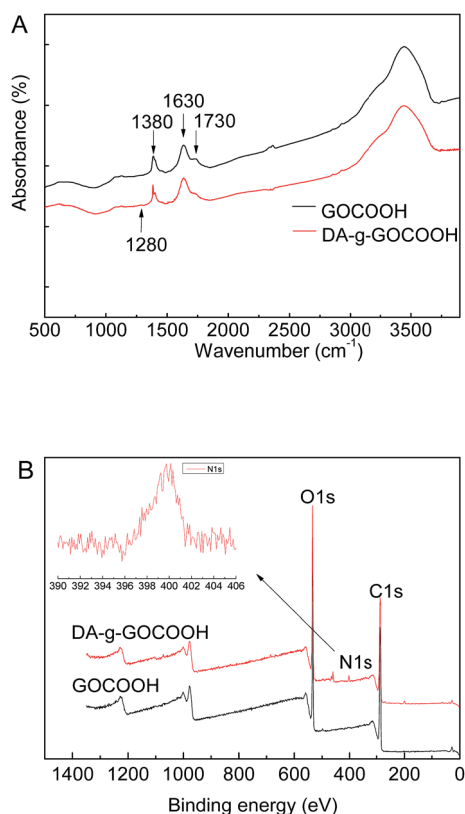 A
Absorbance (%)
1630
1380
1730
1280
GOCOOH
DA-g-GOCOOH
500 1000 1500 2000 2500 3000 3500
Wavenumber (cm⁻¹)
B
N1s
O1s
390 392 394 396 398 400 402 404 406
C1s
DA-g-GOCOOH
N1s
GOCOOH
1400 1200 1000 800 600 400 200 0
Binding energy (eV)